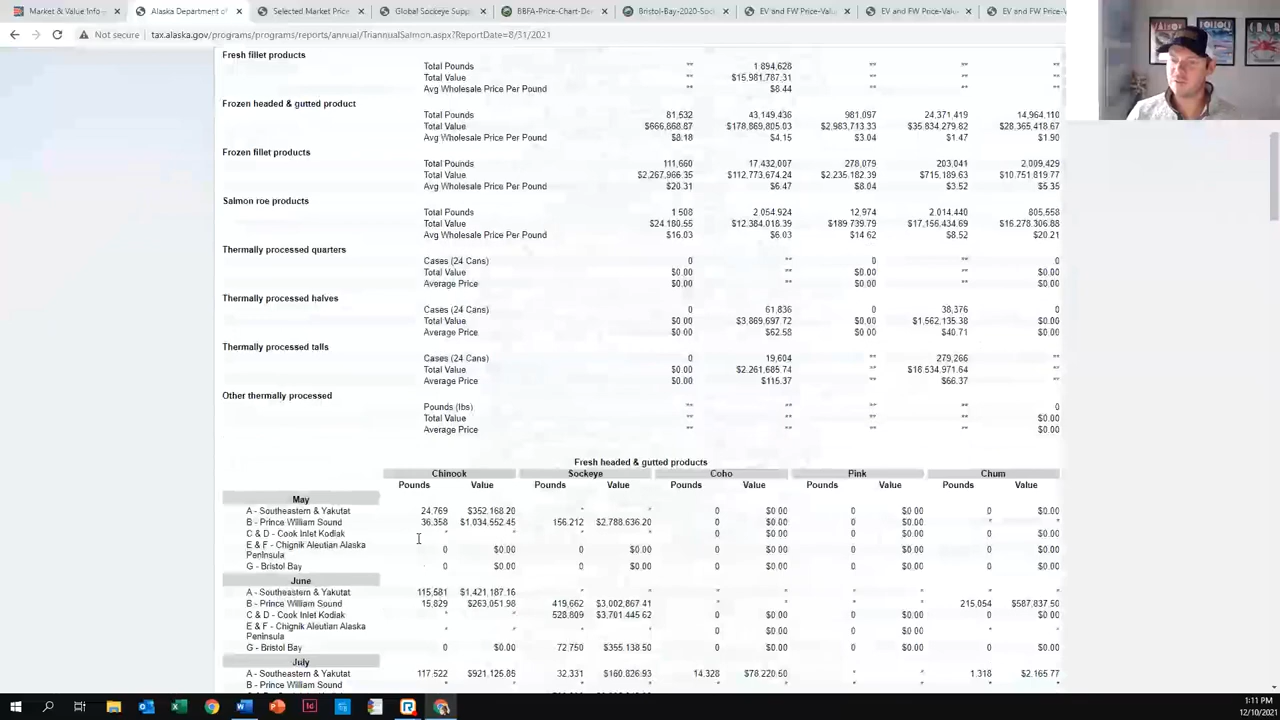 Market & Value Info
Alaska Department of
Selected Market Price
Global Sockeye Supp
BBFA-Price-Chart-De
Bristol-Bay-2020-Soc
EV and FW Price-Valu
EV and FW Price-Valu
EV and FW Price-Valu
Not secure | tax.alaska.gov/programs/programs/reports/annual/TriannualSalmon.aspx?ReportDate=8/31/2021
Fresh fillet products
Total Pounds ** 1,894,628 ** ** **
Total Value ** $15,981,787.31 ** ** **
Avg Wholesale Price Per Pound ** $8.44 ** ** **
Frozen headed & gutted product
Total Pounds 81,532 43,149,436 981,097 24,371,419 14,964,110
Total Value $666,868.87 $178,869,805.03 $2,983,713.33 $35,834,279.82 $28,365,418.67
Avg Wholesale Price Per Pound $8.18 $4.15 $3.04 $1.47 $1.90
Frozen fillet products
Total Pounds 111,660 17,432,007 278,079 203,041 2,009,429
Total Value $2,267,966.35 $112,773,674.24 $2,235,182.39 $715,189.63 $10,751,819.77
Avg Wholesale Price Per Pound $20.31 $6.47 $8.04 $3.52 $5.35
Salmon roe products
Total Pounds 1,508 2,054,924 12,974 2,014,440 805,558
Total Value $24,180.55 $12,384,018.39 $189,739.79 $17,156,434.69 $16,278,306.88
Avg Wholesale Price Per Pound $16.03 $6.03 $14.62 $8.52 $20.21
Thermally processed quarters
Cases (24 Cans) 0 ** 0 ** 0
Total Value $0.00 ** $0.00 ** $0.00
Average Price $0.00 ** $0.00 ** $0.00
Thermally processed halves
Cases (24 Cans) 0 61,836 0 38,376 0
Total Value $0.00 $3,869,697.72 $0.00 $1,562,135.38 $0.00
Average Price $0.00 $62.58 $0.00 $40.71 $0.00
Thermally processed talls
Cases (24 Cans) 0 19,604 ** 279,266 **
Total Value $0.00 $2,261,685.74 ** $18,534,971.64 **
Average Price $0.00 $115.37 ** $66.37 **
Other thermally processed
Pounds (lbs) ** ** ** ** 0
Total Value ** ** ** ** $0.00
Average Price ** ** ** ** $0.00
Fresh headed & gutted products
Chinook Sockeye Coho Pink Chum
Pounds Value Pounds Value Pounds Value Pounds Value Pounds Value
May
A - Southeastern & Yakutat 24,769 $352,168.20 * * 0 $0.00 0 $0.00 0 $0.00
B - Prince William Sound 36,358 $1,034,552.45 156,212 $2,788,636.20 0 $0.00 0 $0.00 * *
C & D - Cook Inlet Kodiak * * * * 0 $0.00 0 $0.00 0 $0.00
E & F - Chignik Aleutian Alaska
Peninsula 0 $0.00 0 $0.00 0 $0.00 0 $0.00 0 $0.00
G - Bristol Bay 0 $0.00 0 $0.00 0 $0.00 0 $0.00 0 $0.00
June
A - Southeastern & Yakutat 115,581 $1,421,187.16 * * * * * * * *
B - Prince William Sound 15,829 $263,051.98 419,662 $3,002,867.41 * * * * 215,054 $587,837.50
C & D - Cook Inlet Kodiak * * 528,809 $3,701,445.62 0 $0.00 0 $0.00 0 $0.00
E & F - Chignik Aleutian Alaska
Peninsula * * * * 0 $0.00 0 $0.00 * *
G - Bristol Bay 0 $0.00 72,750 $355,138.50 0 $0.00 0 $0.00 0 $0.00
July
A - Southeastern & Yakutat 117,522 $921,125.85 32,331 $160,826.93 14,328 $78,220.50 * * 1,318 $2,165.77
B - Prince William Sound
1:11 PM
12/10/2021